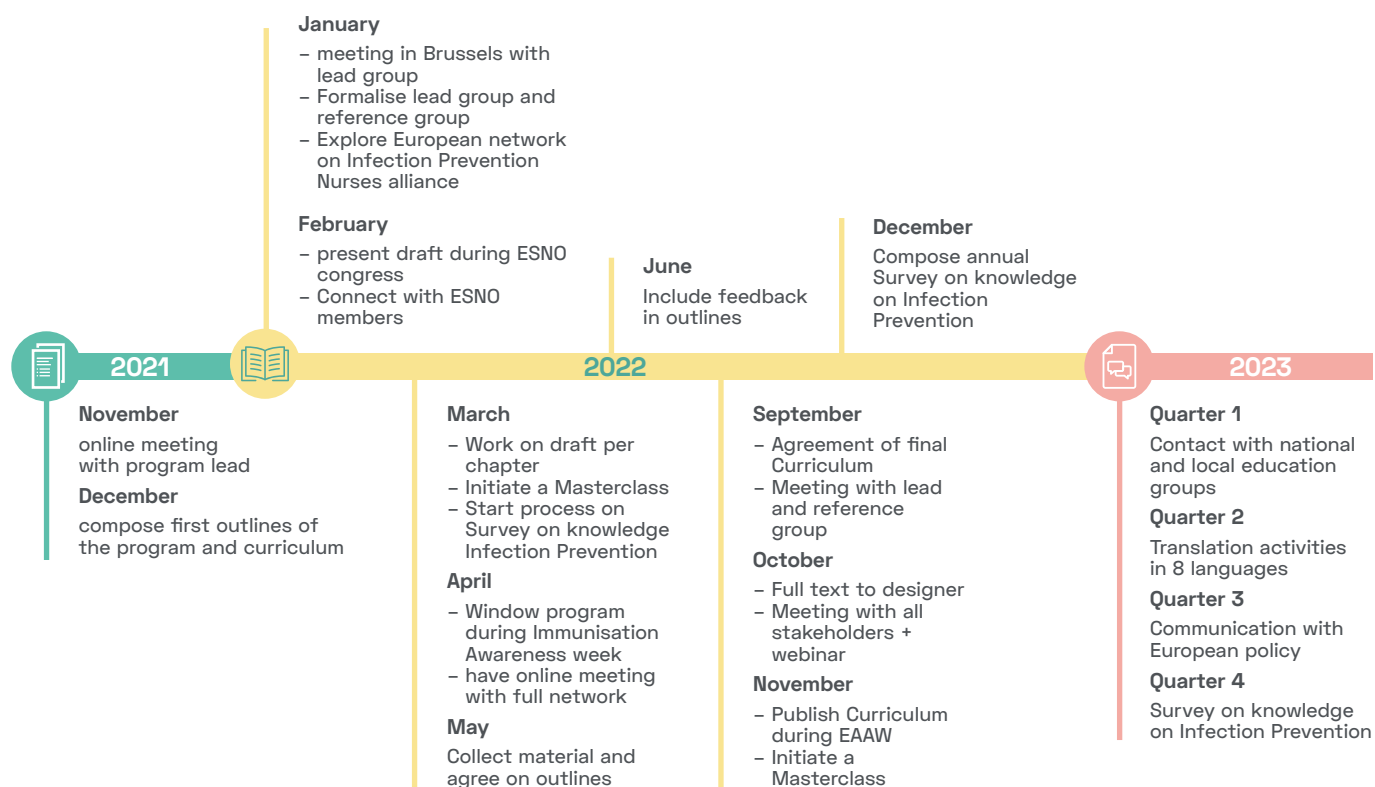 January
– meeting in Brussels with
lead group
– Formalise lead group and
reference group
– Explore European network
on Infection Prevention
Nurses alliance
February
– present draft during ESNO
congress
– Connect with ESNO
members
June
Include feedback
in outlines
December
Compose annual
Survey on knowledge
on Infection
Prevention
2021
2022
2023
November
online meeting
with program lead
December
compose first outlines of
the program and curriculum
March
– Work on draft per
chapter
– Initiate a Masterclass
– Start process on
Survey on knowledge
Infection Prevention
April
– Window program
during Immunisation
Awareness week
– have online meeting
with full network
May
Collect material and
agree on outlines
September
– Agreement of final
Curriculum
– Meeting with lead
and reference
group
October
– Full text to designer
– Meeting with all
stakeholders +
webinar
November
– Publish Curriculum
during EAAW
– Initiate a
Masterclass
Quarter 1
Contact with national
and local education
groups
Quarter 2
Translation activities
in 8 languages
Quarter 3
Communication with
European policy
Quarter 4
Survey on knowledge
on Infection Prevention